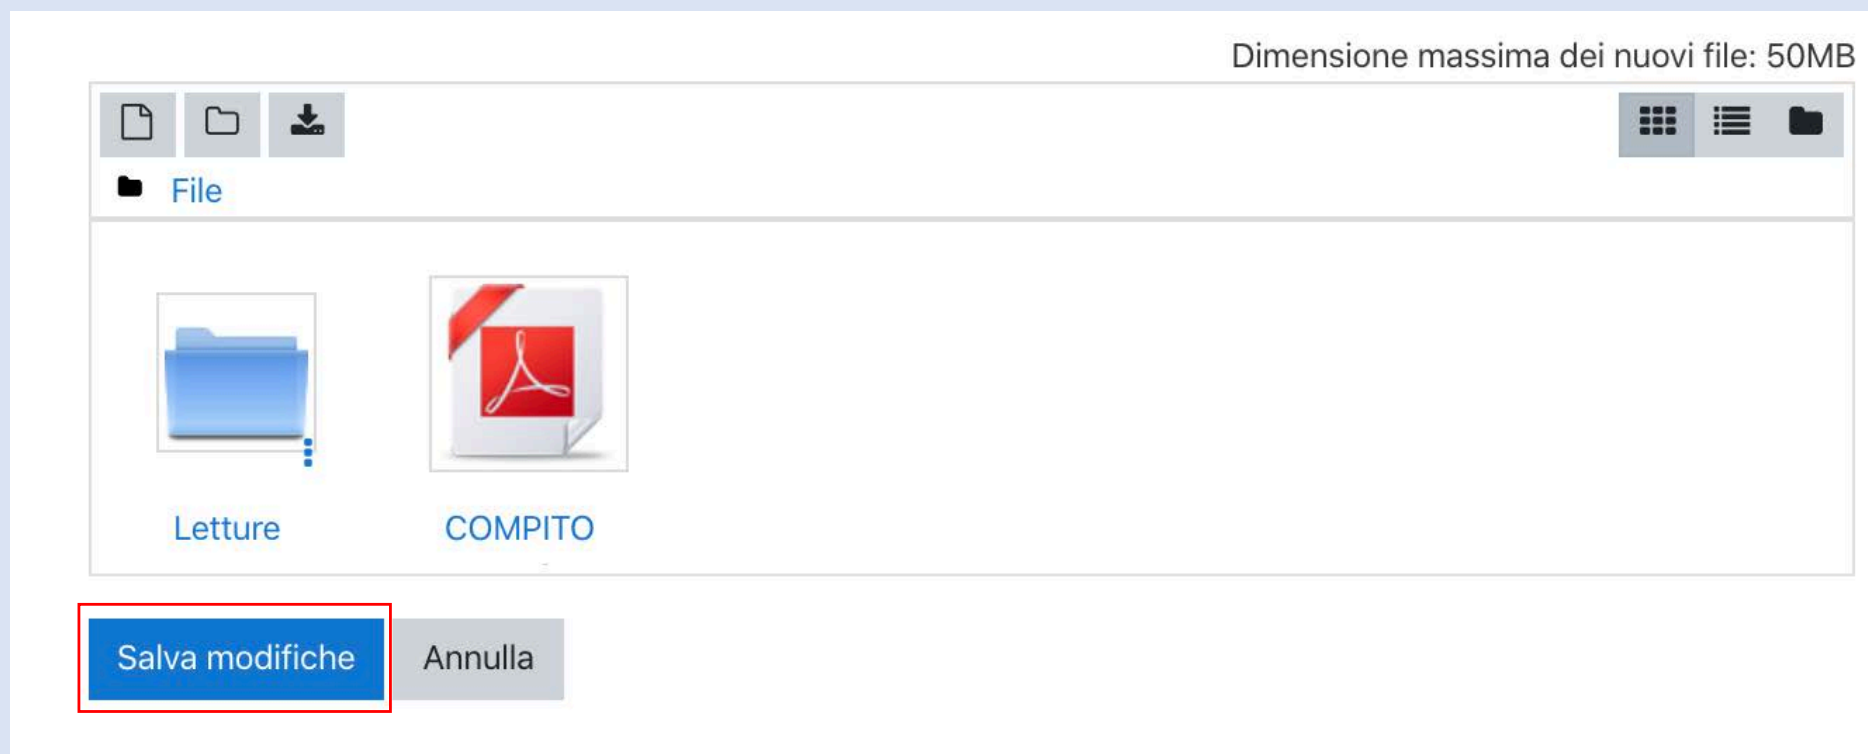 Dimensione massima dei nuovi file: 50MB
File
Letture
COMPITO
Salva modifiche
Annulla